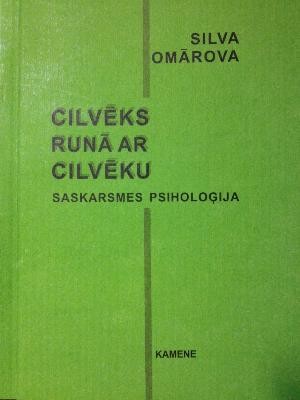 SILVA
OMĀROVA
CILVĒKS
RUNĀ AR
CILVĒKU
SASKARSMES PSIHOLOĢIJA
KAMENE